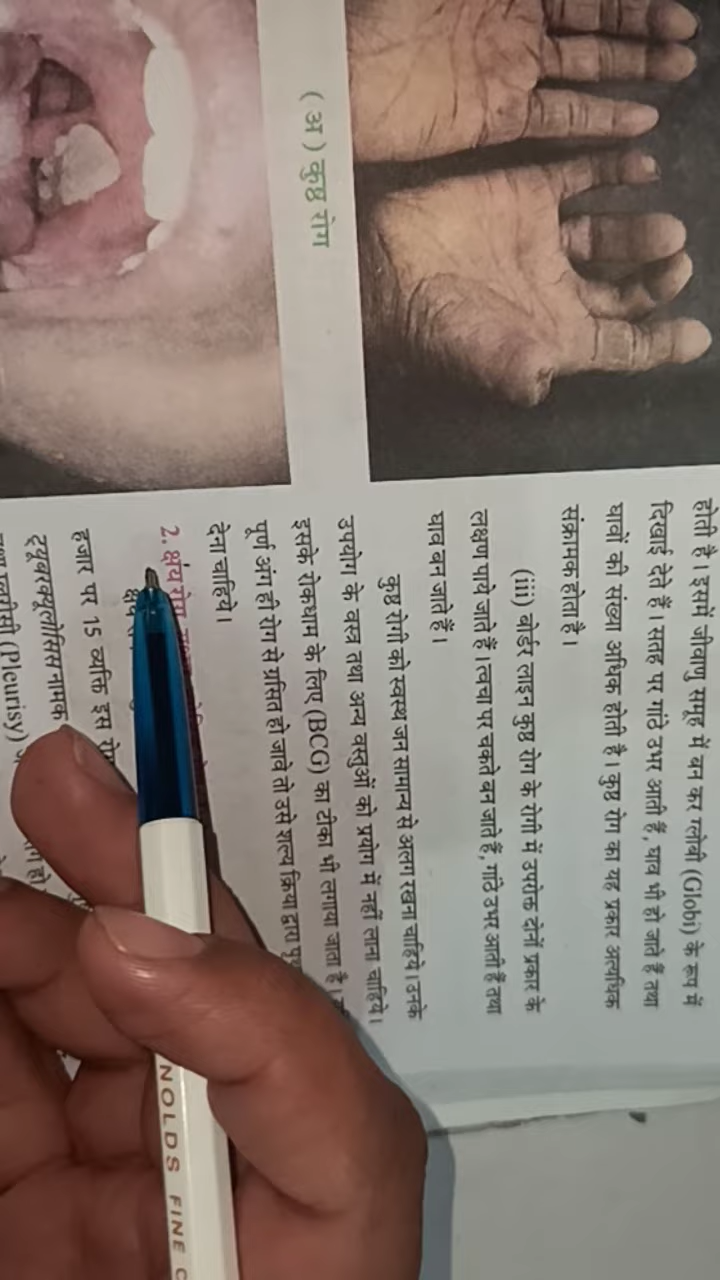 (अ) कुष्ठ रोग
होती है। इसमें जीवाणु समूह में बन कर ग्लोबी (Globi) के रूप में
दिखाई देते हैं। सतह पर गांठे उभर आती हैं, घाव भी हो जाते हैं तथा
घावों की संख्या अधिक होती है। कुष्ठ रोग का यह प्रकार अत्यधिक
संक्रामक होता है।
(iii) बोर्डर लाइन कुष्ठ रोग के रोगी में उपरोक्त दोनों प्रकार के
लक्षण पाये जाते हैं। त्वचा पर चकते बन जाते हैं, गांठे उभर आती हैं तथा
घाव बन जाते हैं।
कुष्ठ रोगी को स्वस्थ जन सामान्य से अलग रखना चाहिये। उनके
उपयोग के वस्त्र तथा अन्य वस्तुओं को प्रयोग में नहीं लाना चाहिये।
इसके रोकथाम के लिए (BCG) का टीका भी लगाया जाता है।
पूर्ण अंग ही रोग से ग्रसित हो जावे तो उसे शल्य क्रिया द्वारा
देना चाहिये।
2. क्षय रोग
हजार पर 15 व्यक्ति इस
ट्यूबरक्यूलोसिस नामक
(Pleurisy)
NOLDS FINE C